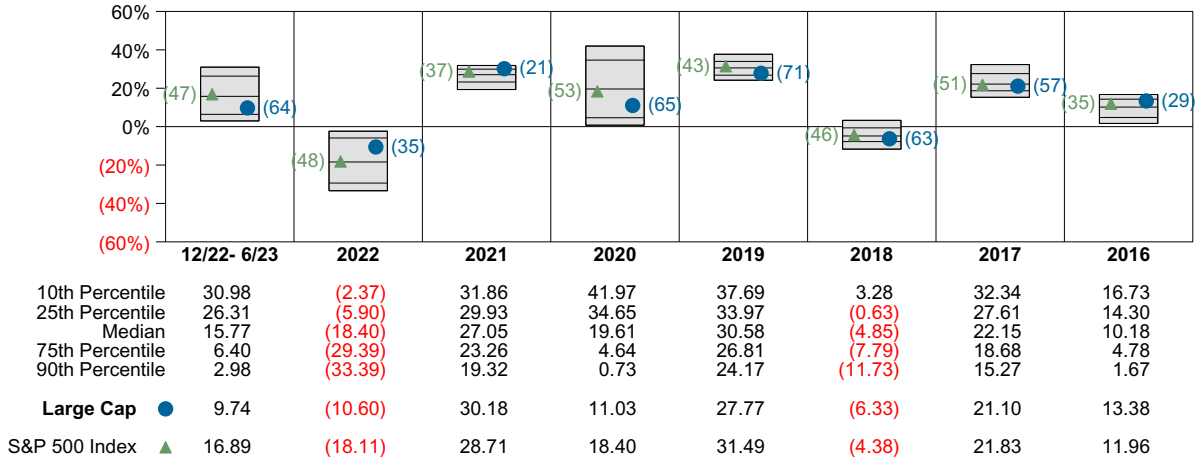 60%
40%
20%
0%
(20%)
(40%)
(60%)
(47) (64) (48) (35) (37) (21) (53) (65) (43) (71) (46) (63) (51) (57) (35) (29)
12/22- 6/23 2022 2021 2020 2019 2018 2017 2016
10th Percentile 30.98 (2.37) 31.86 41.97 37.69 3.28 32.34 16.73
25th Percentile 26.31 (5.90) 29.93 34.65 33.97 (0.63) 27.61 14.30
Median 15.77 (18.40) 27.05 19.61 30.58 (4.85) 22.15 10.18
75th Percentile 6.40 (29.39) 23.26 4.64 26.81 (7.79) 18.68 4.78
90th Percentile 2.98 (33.39) 19.32 0.73 24.17 (11.73) 15.27 1.67
Large Cap 9.74 (10.60) 30.18 11.03 27.77 (6.33) 21.10 13.38
S&P 500 Index 16.89 (18.11) 28.71 18.40 31.49 (4.38) 21.83 11.96